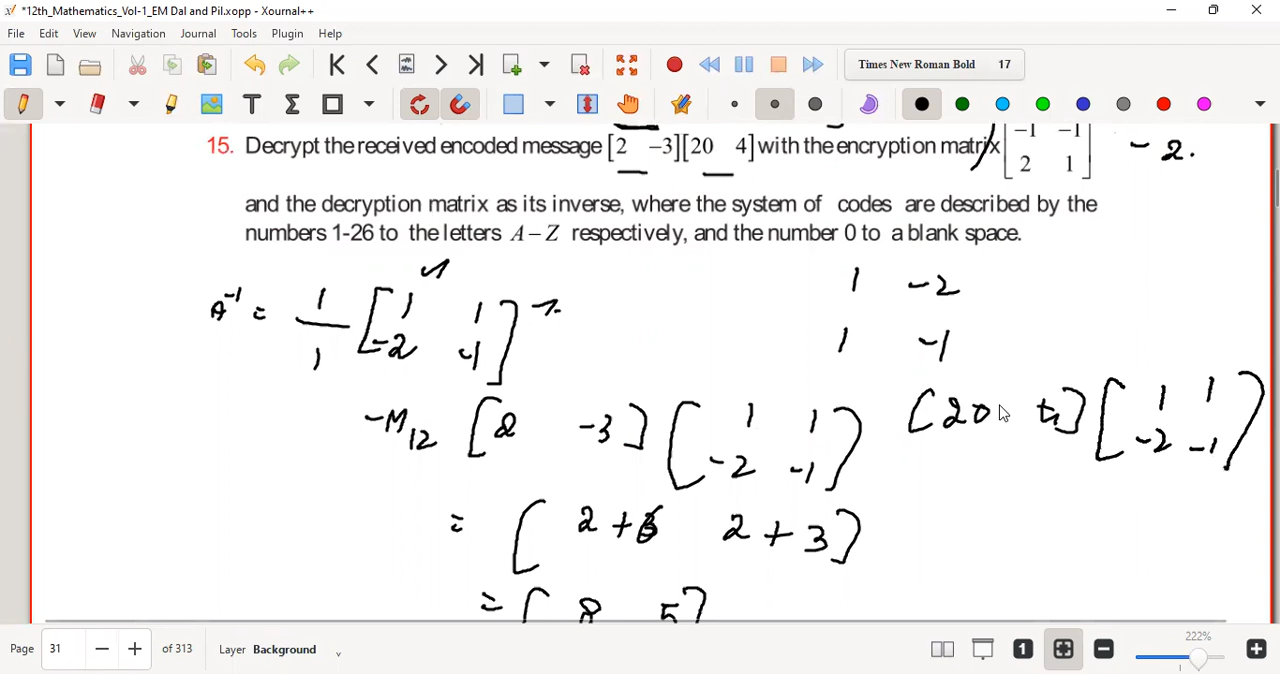 *12th_Mathematics_Vol-1_EM Dal and Pil.xopp - Xournal++
File Edit View Navigation Journal Tools Plugin Help
Times New Roman Bold 17
15. Decrypt the received encoded message [2 −3][20 4] with the encryption matrix [−1 −1
2 1] - 2.
and the decryption matrix as its inverse, where the system of codes are described by the
numbers 1-26 to the letters A − Z respectively, and the number 0 to a blank space.
1 -2
A^-1 = 1/1 [1 1
-2 -1]
1 -1
-M12 [2 -3] [1 1
-2 -1]
[20 4] [1 1
-2 -1]
= [2+6 2+3]
= [8 5]
Page 31 of 313 Layer Background 222%